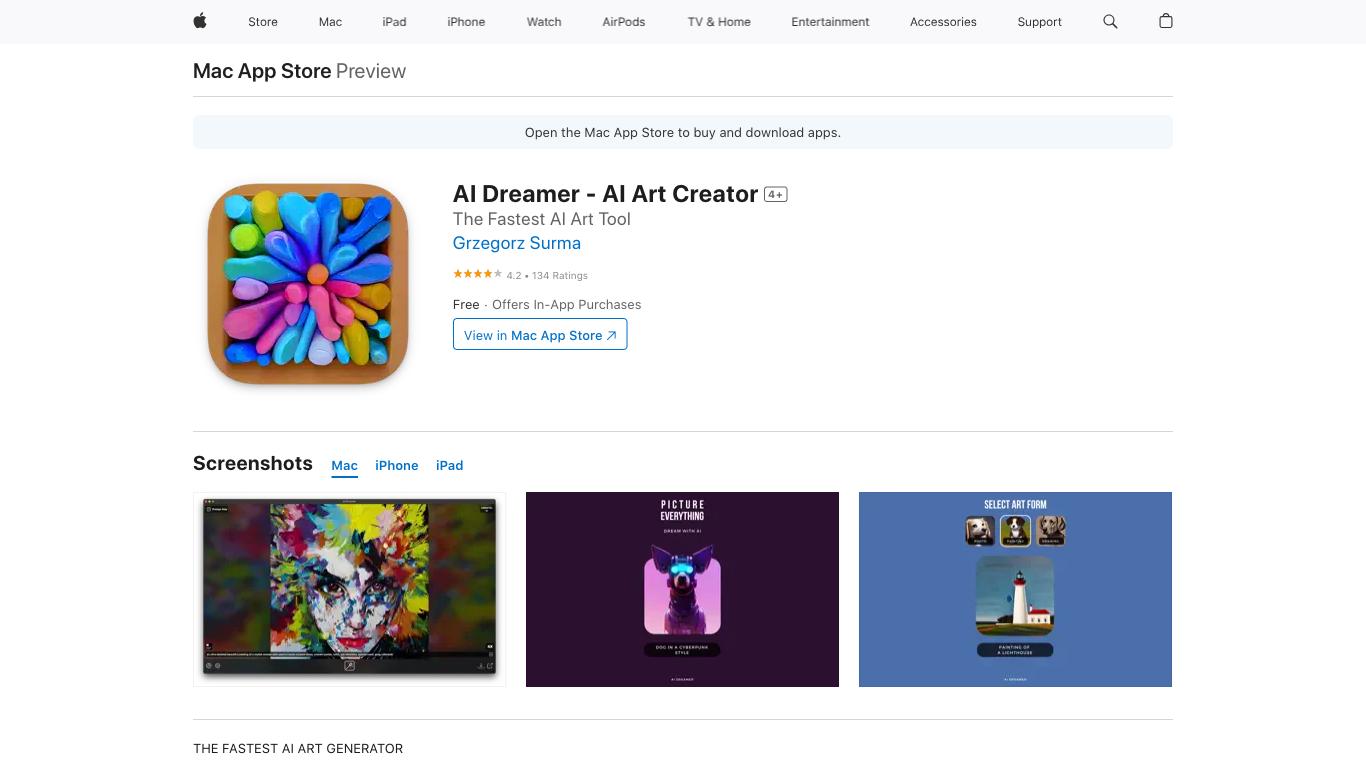 Store Mac iPad iPhone Watch AirPods TV & Home Entertainment Accessories Support
Mac App Store Preview
Open the Mac App Store to buy and download apps.
AI Dreamer - AI Art Creator 4+
The Fastest AI Art Tool
Grzegorz Surma
4.2 • 134 Ratings
Free · Offers In-App Purchases
View in Mac App Store
Screenshots Mac iPhone iPad
PICTURE
EVERYTHING
DREAM WITH AI
DOG IN A CYBERPUNK
STYLE
AI DREAMER
SELECT ART FORM
PHOTO PAINTING DRAWING
PAINTING OF
A LIGHTHOUSE
AI DREAMER
THE FASTEST AI ART GENERATOR